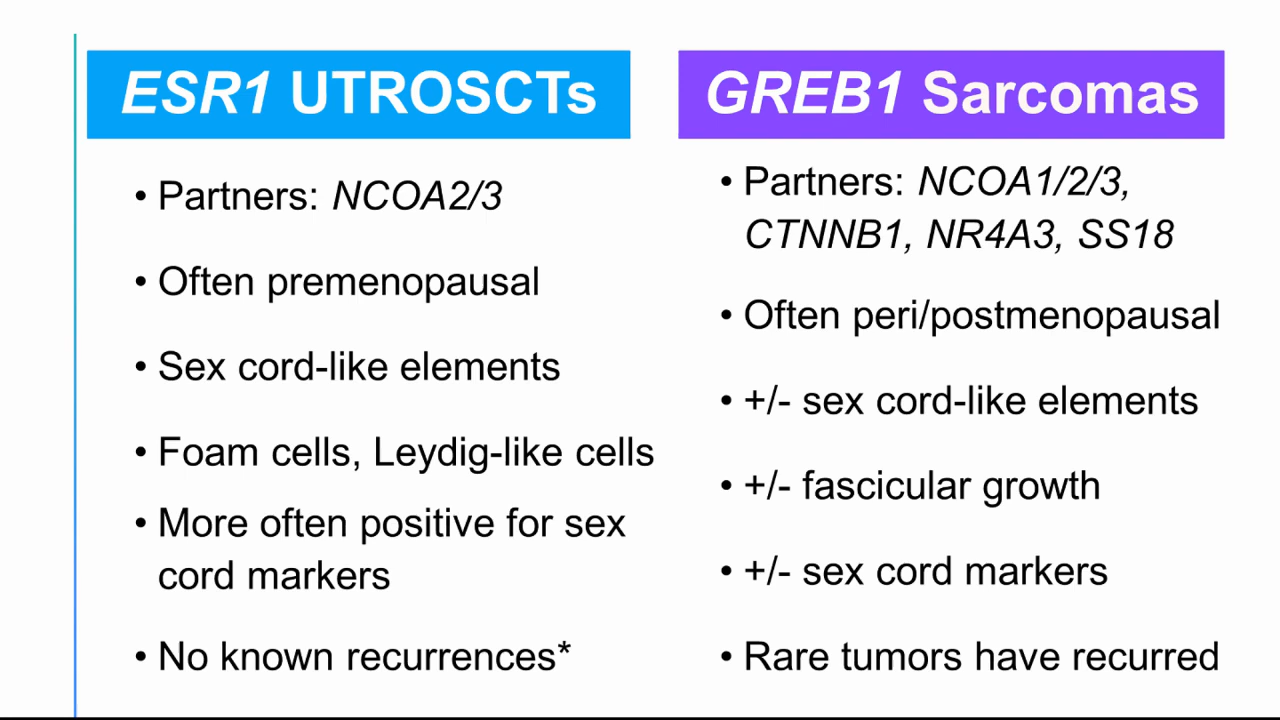 ESR1 UTROSCTs
• Partners: NCOA2/3
• Often premenopausal
• Sex cord-like elements
• Foam cells, Leydig-like cells
• More often positive for sex
cord markers
• No known recurrences*
GREB1 Sarcomas
• Partners: NCOA1/2/3,
CTNNB1, NR4A3, SS18
• Often peri/postmenopausal
• +/- sex cord-like elements
• +/- fascicular growth
• +/- sex cord markers
• Rare tumors have recurred